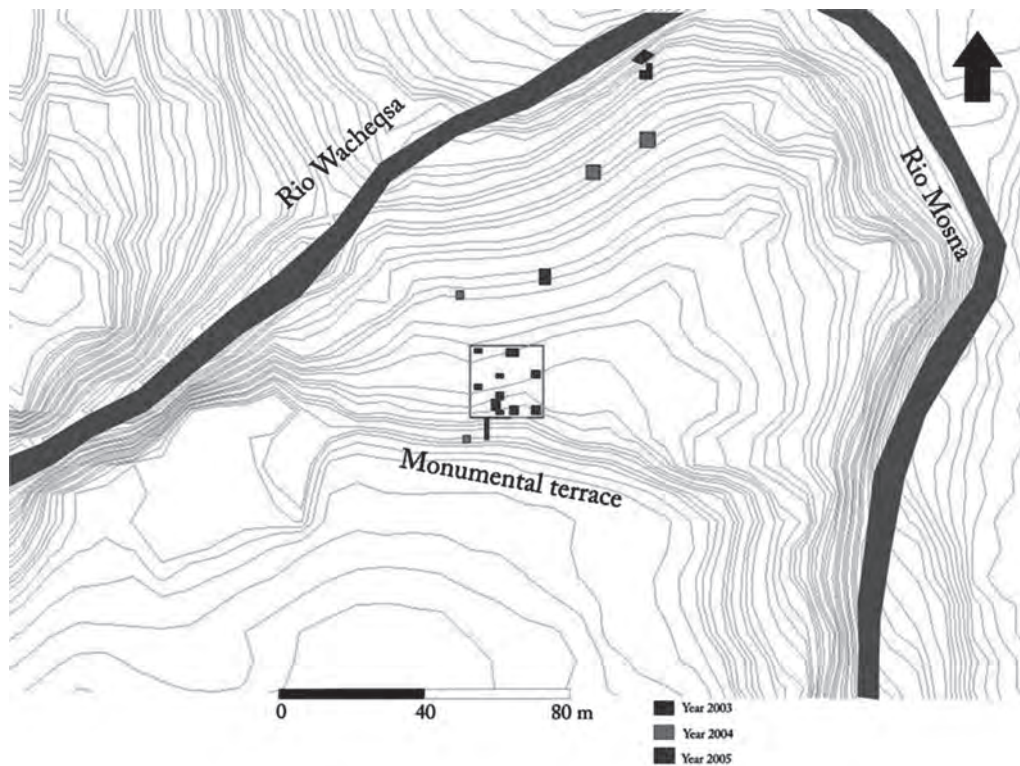 Rio Wacheqsa
Rio Mosna
Monumental terrace
0 40 80 m
Year 2003
Year 2004
Year 2005